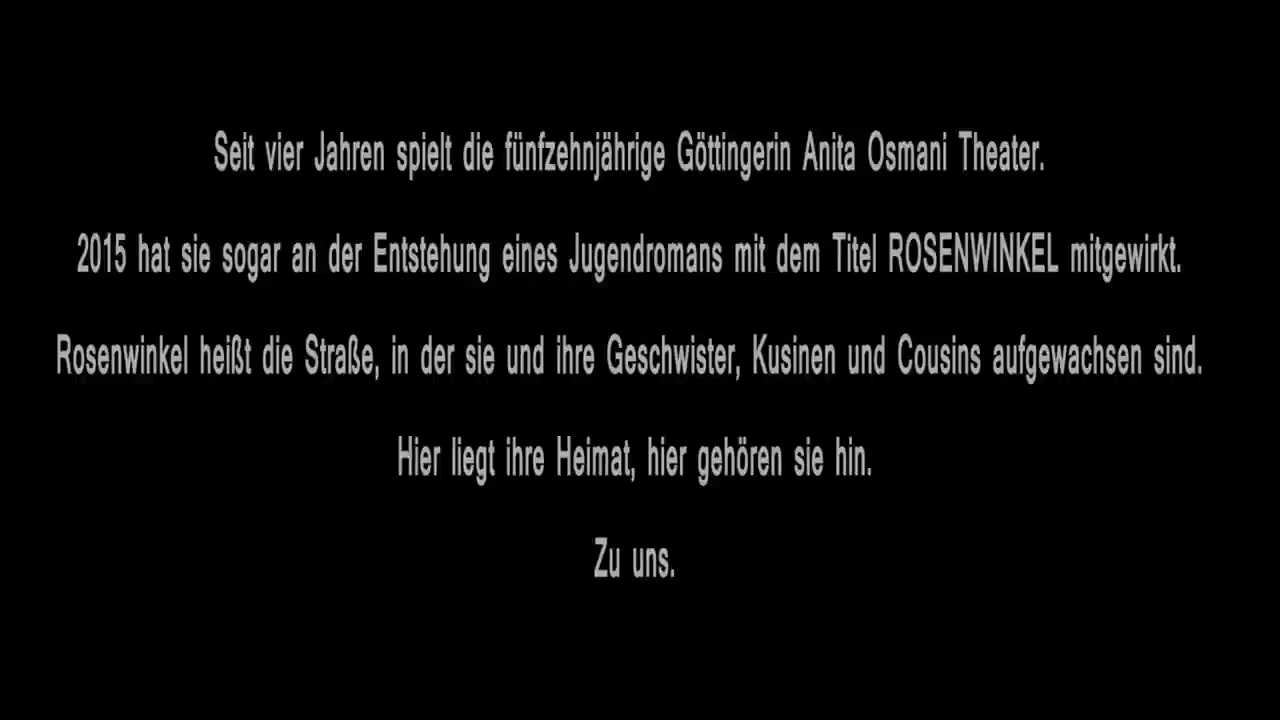 Seit vier Jahren spielt die fünfzehnjährige Göttingerin Anita Osmani Theater.
2015 hat sie sogar an der Entstehung eines Jugendromans mit dem Titel ROSENWINKEL mitgewirkt.
Rosenwinkel heißt die Straße, in der sie und ihre Geschwister, Kusinen und Cousins aufgewachsen sind.
Hier liegt ihre Heimat, hier gehören sie hin.
Zu uns.